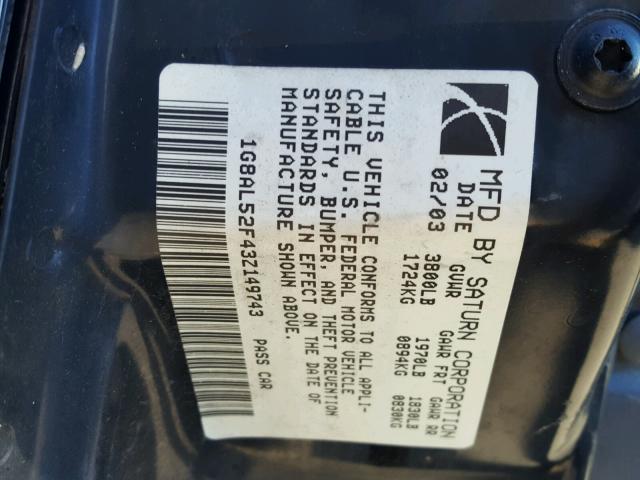 MFD BY SATURN CORPORATION
DATE GVWR GAWR FRT GAWR RR
02/03 3800LB 1970LB 1830LB
1724KG 0894KG 0830KG
THIS VEHICLE CONFORMS TO ALL APPLI-
CABLE U.S. FEDERAL MOTOR VEHICLE
SAFETY, BUMPER, AND THEFT PREVENTION
STANDARDS IN EFFECT ON THE DATE OF
MANUFACTURE SHOWN ABOVE.
1G8AL52F43Z149743 PASS CAR